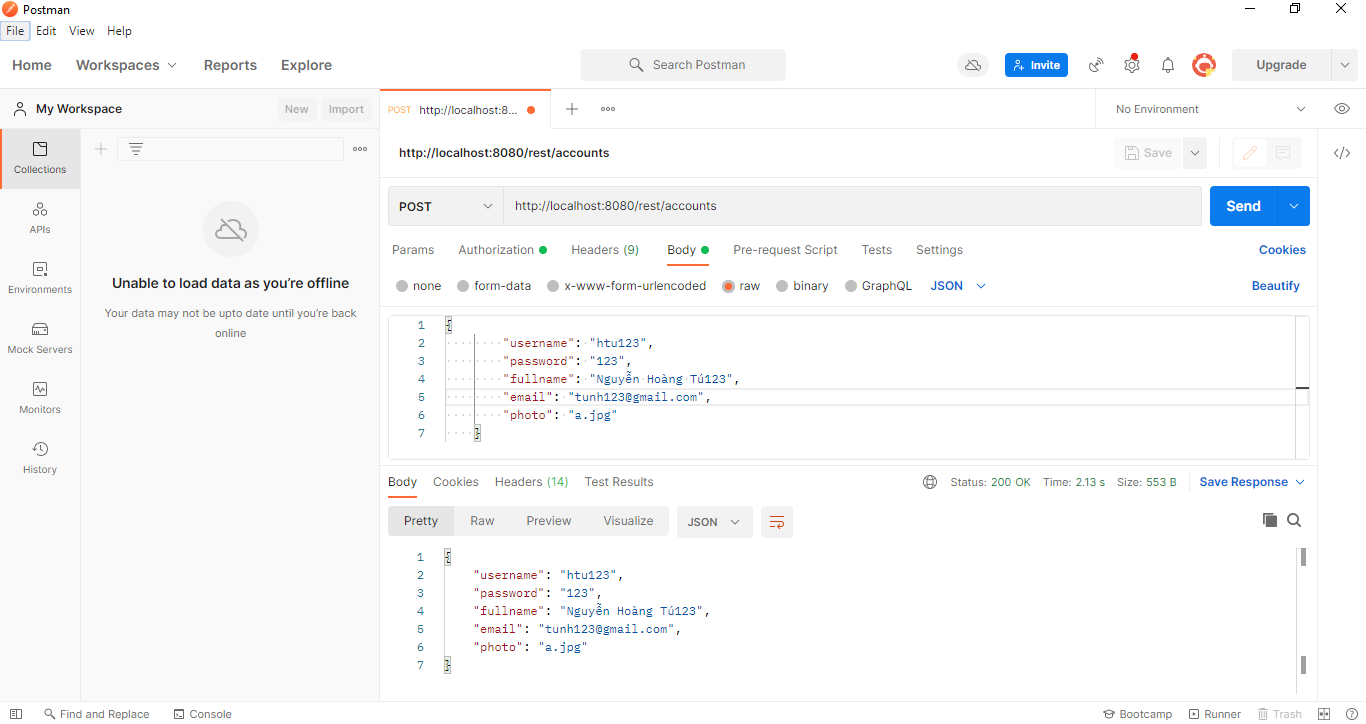 Postman
File Edit View Help
Home Workspaces Reports Explore
Search Postman
Invite
Upgrade
My Workspace
New Import
POST http://localhost:8...
No Environment
Collections
APIs
Environments
Mock Servers
Monitors
History
Unable to load data as you're offline
Your data may not be upto date until you're back
online
http://localhost:8080/rest/accounts
Save
POST http://localhost:8080/rest/accounts
Send
Params Authorization Headers (9) Body Pre-request Script Tests Settings Cookies
none form-data x-www-form-urlencoded raw binary GraphQL JSON Beautify
1 {
2 "username": "htu123",
3 "password": "123",
4 "fullname": "Nguyễn Hoàng Tú123",
5 "email": "tunh123@gmail.com",
6 "photo": "a.jpg"
7 }
Body Cookies Headers (14) Test Results Status: 200 OK Time: 2.13 s Size: 553 B Save Response
Pretty Raw Preview Visualize JSON
1 {
2 "username": "htu123",
3 "password": "123",
4 "fullname": "Nguyễn Hoàng Tú123",
5 "email": "tunh123@gmail.com",
6 "photo": "a.jpg"
7 }
Find and Replace Console Bootcamp Runner Trash